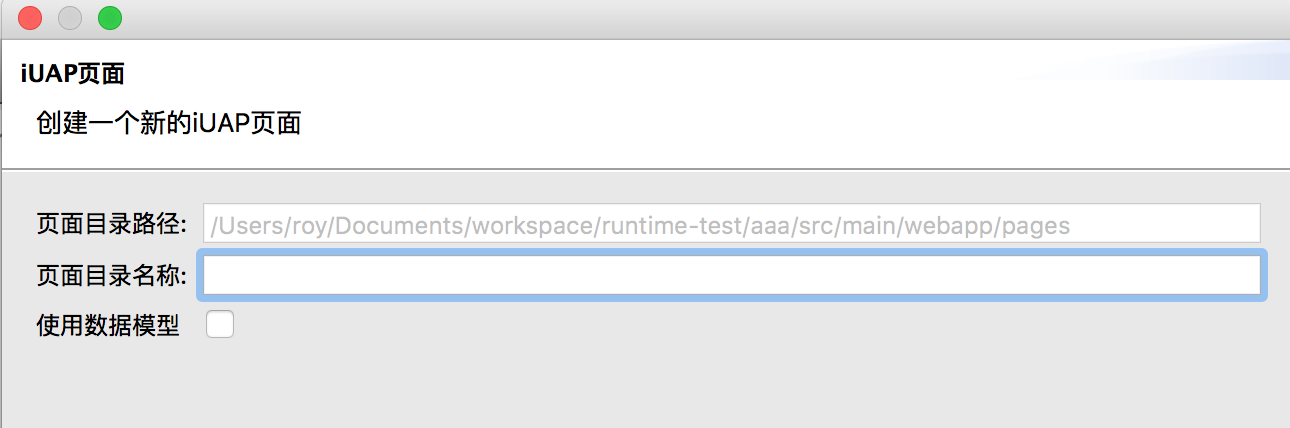 iUAP页面
创建一个新的iUAP页面
页面目录路径: /Users/roy/Documents/workspace/runtime-test/aaa/src/main/webapp/pages
页面目录名称:
使用数据模型